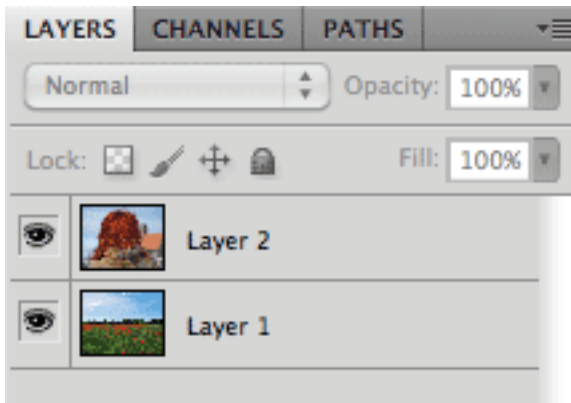 LAYERS CHANNELS PATHS
Normal Opacity: 100%
Lock: Fill: 100%
Layer 2
Layer 1